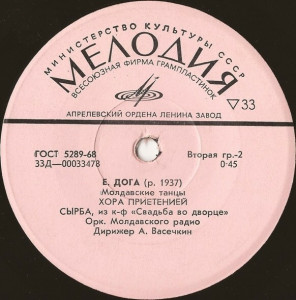 МИНИСТЕРСТВО КУЛЬТУРЫ СССР
МЕЛОДИЯ
ВСЕСОЮЗНАЯ ФИРМА ГРАМПЛАСТИНОК
▽33
АПРЕЛЕВСКИЙ ОРДЕНА ЛЕНИНА ЗАВОД
ГОСТ 5289-68 Вторая гр.-2
33Д—00033478 0:45
Е. ДОГА (р. 1937)
Молдавские танцы
ХОРА ПРИЕТЕНИЕЙ
СЫРБА, из к-ф «Свадьба во дворце»
Орк. Молдавского радио
Дирижер А. Васечкин